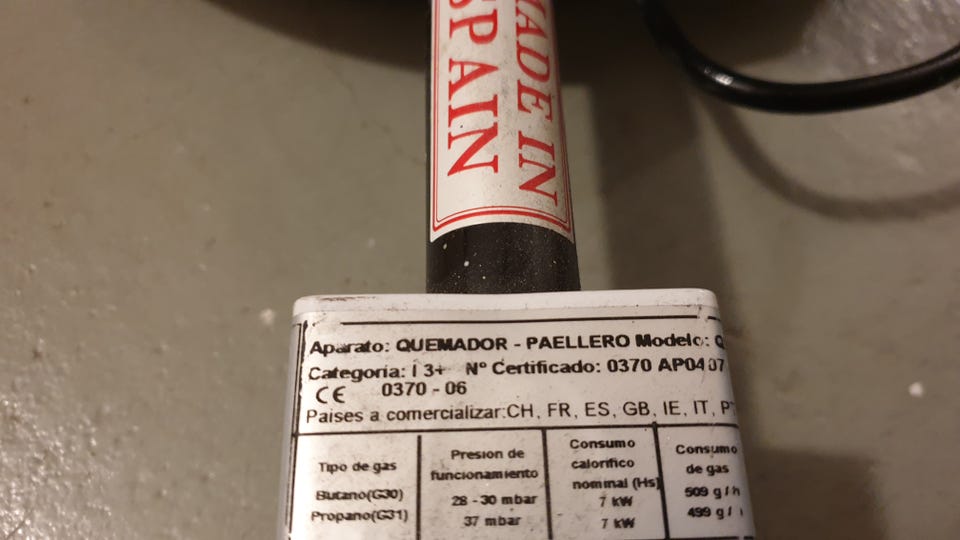 MADE IN
SPAIN
Aparato: QUEMADOR - PAELLERO Modelo:
Categoria: I 3+ Nº Certificado: 0370 AP0407
CE 0370 - 06
Paises a comercializar:CH, FR, ES, GB, IE, IT, PT
Tipo de gas
Presion de funcionamiento
Consumo calorifico nominal (Hs)
Consumo de gas
Butano(G30) 28 - 30 mbar 7 kW 509 g / h
Propano(G31) 37 mbar 7 kW 499 g /